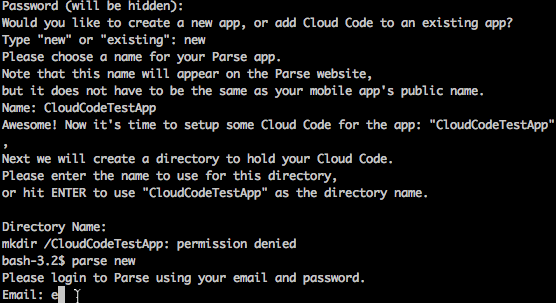 Password (will be hidden):
Would you like to create a new app, or add Cloud Code to an existing app?
Type "new" or "existing": new
Please choose a name for your Parse app.
Note that this name will appear on the Parse website,
but it does not have to be the same as your mobile app's public name.
Name: CloudCodeTestApp
Awesome! Now it's time to setup some Cloud Code for the app: "CloudCodeTestApp"
,
Next we will create a directory to hold your Cloud Code.
Please enter the name to use for this directory,
or hit ENTER to use "CloudCodeTestApp" as the directory name.
Directory Name:
mkdir /CloudCodeTestApp: permission denied
bash-3.2$ parse new
Please login to Parse using your email and password.
Email: e